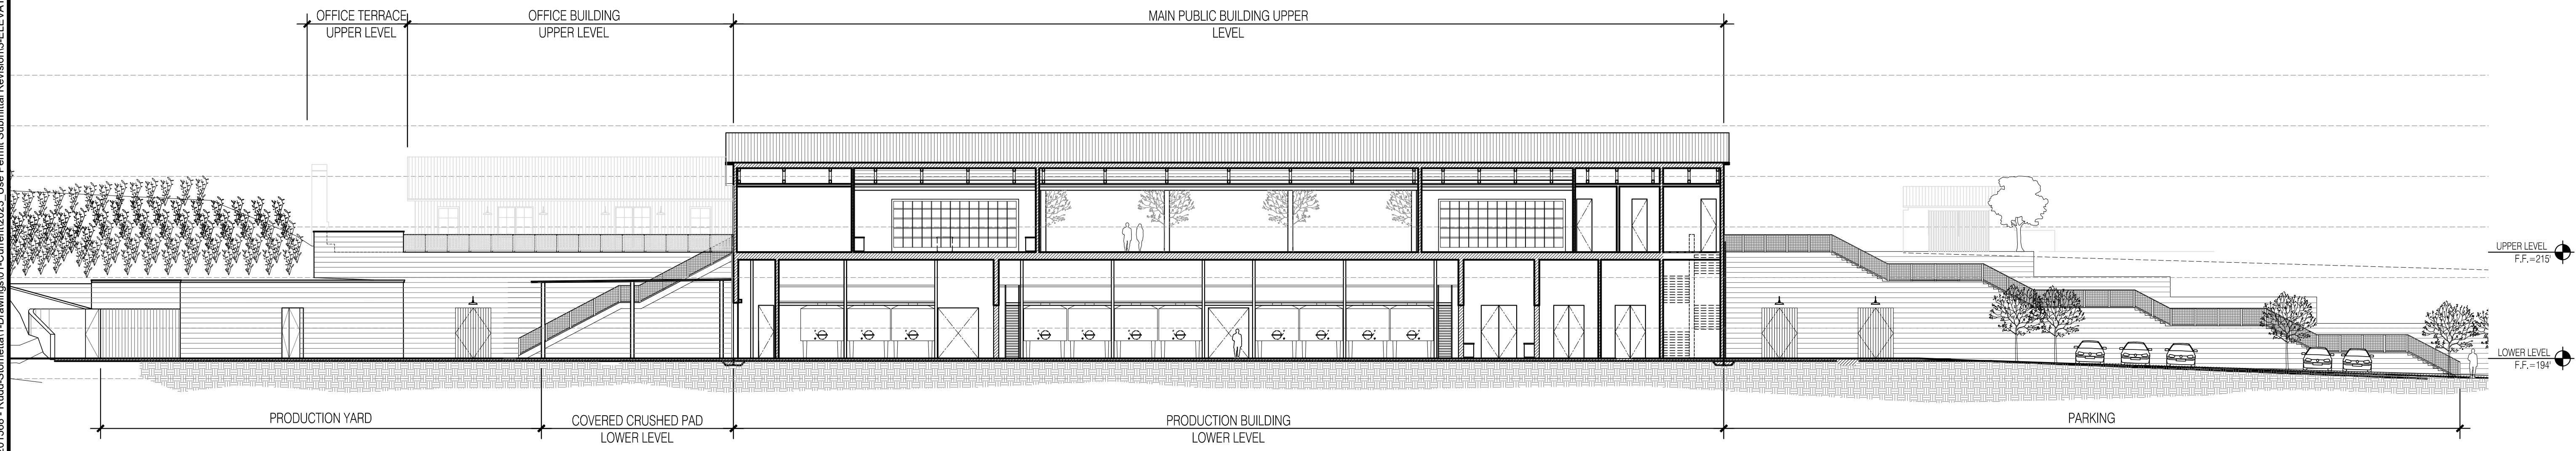 OFFICE TERRACE
UPPER LEVEL
OFFICE BUILDING
UPPER LEVEL
MAIN PUBLIC BUILDING UPPER
LEVEL
UPPER LEVEL
F.F.=215'
LOWER LEVEL
F.F.=194'
PRODUCTION YARD
COVERED CRUSHED PAD
LOWER LEVEL
PRODUCTION BUILDING
LOWER LEVEL
PARKING